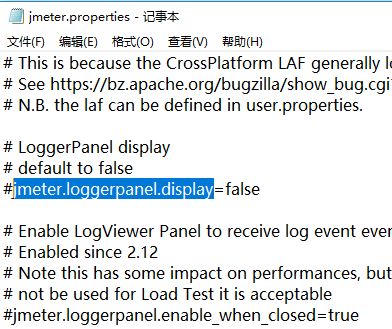 jmeter.properties - 记事本
文件(F) 编辑(E) 格式(O) 查看(V) 帮助(H)
# This is because the CrossPlatform LAF generally
# See https://bz.apache.org/bugzilla/show_bug.cgi
# N.B. the laf can be defined in user.properties.
# LoggerPanel display
# default to false
#jmeter.loggerpanel.display=false
# Enable LogViewer Panel to receive log event
# Enabled since 2.12
# Note this has some impact on performances, but
# not be used for Load Test it is acceptable
#jmeter.loggerpanel.enable_when_closed=true